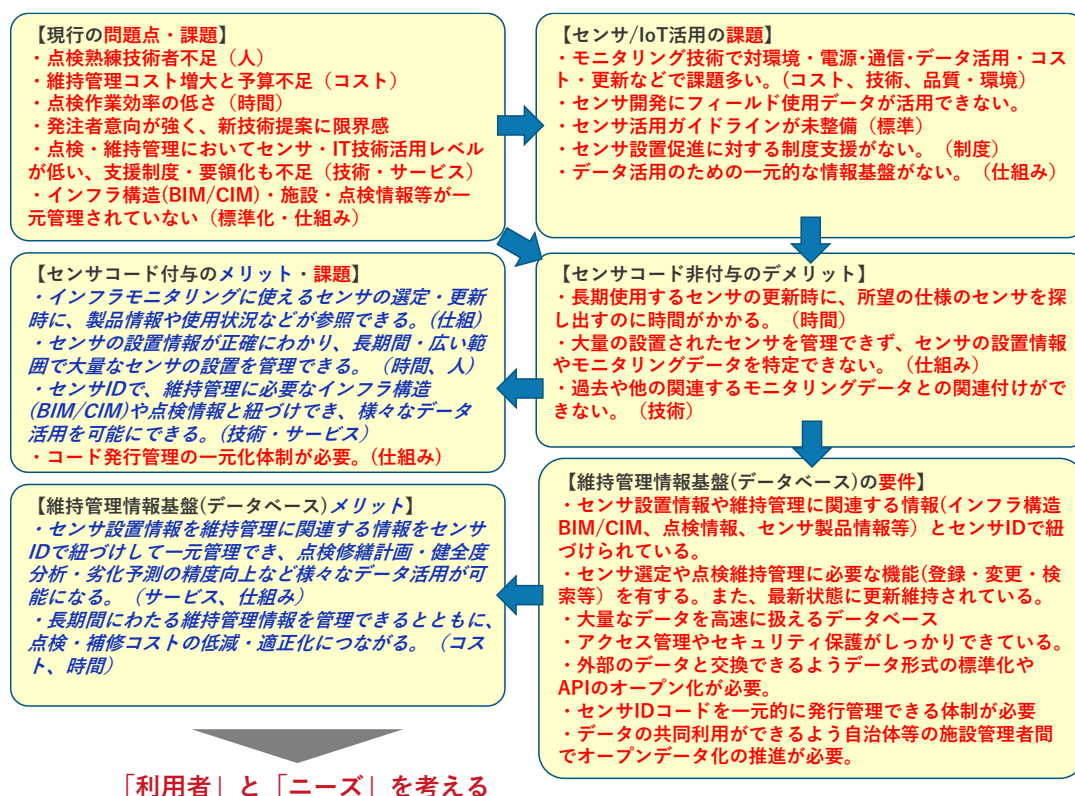 【現行の問題点・課題】
・点検熟練技術者不足（人）
・維持管理コスト増大と予算不足（コスト）
・点検作業効率の低さ（時間）
・発注者意向が強く、新技術提案に限界感
・点検・維持管理においてセンサ・IT技術活用レベル
が低い、支援制度・要領化も不足（技術・サービス）
・インフラ構造(BIM/CIM)・施設・点検情報等が一
元管理されていない（標準化・仕組み）
【センサ/IoT活用の課題】
・モニタリング技術で対環境・電源・通信・データ活用・コス
ト・更新などで課題多い。（コスト、技術、品質・環境）
・センサ開発にフィールド使用データが活用できない。
・センサ活用ガイドラインが未整備（標準）
・センサ設置促進に対する制度支援がない。（制度）
・データ活用のための一元的な情報基盤がない。（仕組み）
【センサコード付与のメリット・課題】
・インフラモニタリングに使えるセンサの選定・更新
時に、製品情報や使用状況などが参照できる。(仕組)
・センサの設置情報が正確にわかり、長期間・広い範
囲で大量なセンサの設置を管理できる。（時間、人）
・センサIDで、維持管理に必要なインフラ構造
(BIM/CIM)や点検情報と紐づけでき、様々なデータ
活用を可能にできる。(技術・サービス)
・コード発行管理の一元化体制が必要。(仕組み)
【センサコード非付与のデメリット】
・長期使用するセンサの更新時に、所望の仕様のセンサを探
し出すのに時間がかかる。（時間）
・大量の設置されたセンサを管理できず、センサの設置情報
やモニタリングデータを特定できない。（仕組み）
・過去や他の関連するモニタリングデータとの関連付けがで
きない。（技術）
【維持管理情報基盤(データベース）メリット】
・センサ設置情報を維持管理に関連する情報をセンサ
IDで紐づけして一元管理でき、点検修繕計画・健全度
分析・劣化予測の精度向上など様々なデータ活用が可
能になる。（サービス、仕組み）
・長期間にわたる維持管理情報を管理できるとともに、
点検・補修コストの低減・適正化につながる。（コス
ト、時間）
【維持管理情報基盤(データベース）の要件】
・センサ設置情報や維持管理に関連する情報(インフラ構造
BIM/CIM、点検情報、センサ製品情報等）とセンサIDで紐
づけられている。
・センサ選定や点検維持管理に必要な機能(登録・変更・検
索等）を有する。また、最新状態に更新維持されている。
・大量なデータを高速に扱えるデータベース
・アクセス管理やセキュリティ保護がしっかりできている。
・外部のデータと交換できるようデータ形式の標準化や
APIのオープン化が必要。
・センサIDコードを一元的に発行管理できる体制が必要
・データの共同利用ができるよう自治体等の施設管理者間
でオープンデータ化の推進が必要。
「利用者」と「ニーズ」を考える